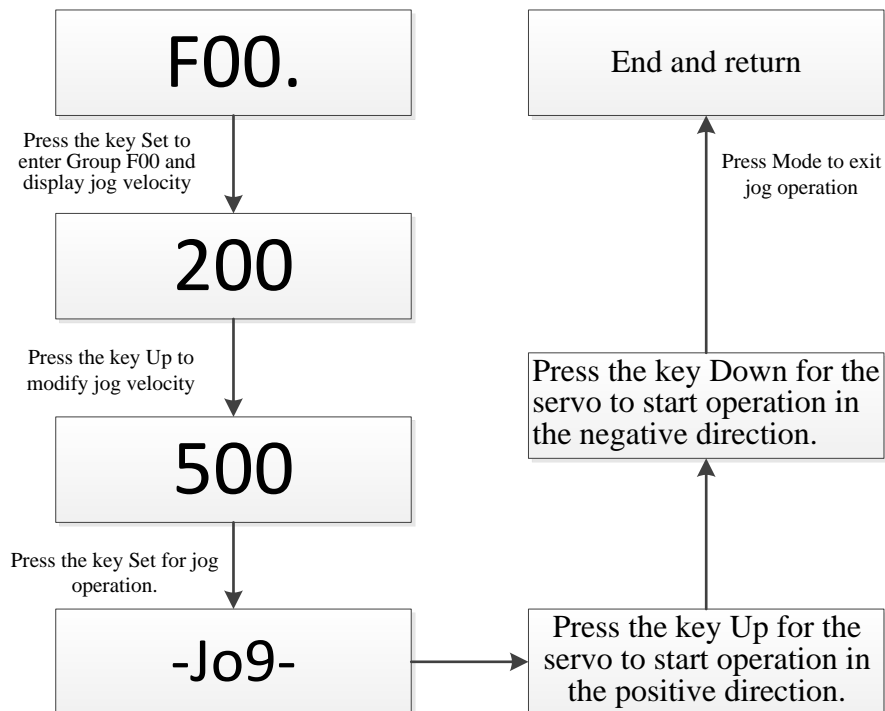 F00.
Press the key Set to
enter Group F00 and
display jog velocity
200
Press the key Up to
modify jog velocity
500
Press the key Set for jog
operation.
-Jo9-
Press the key Up for the
servo to start operation in
the positive direction.
Press the key Down for the
servo to start operation in
the negative direction.
Press Mode to exit
jog operation
End and return